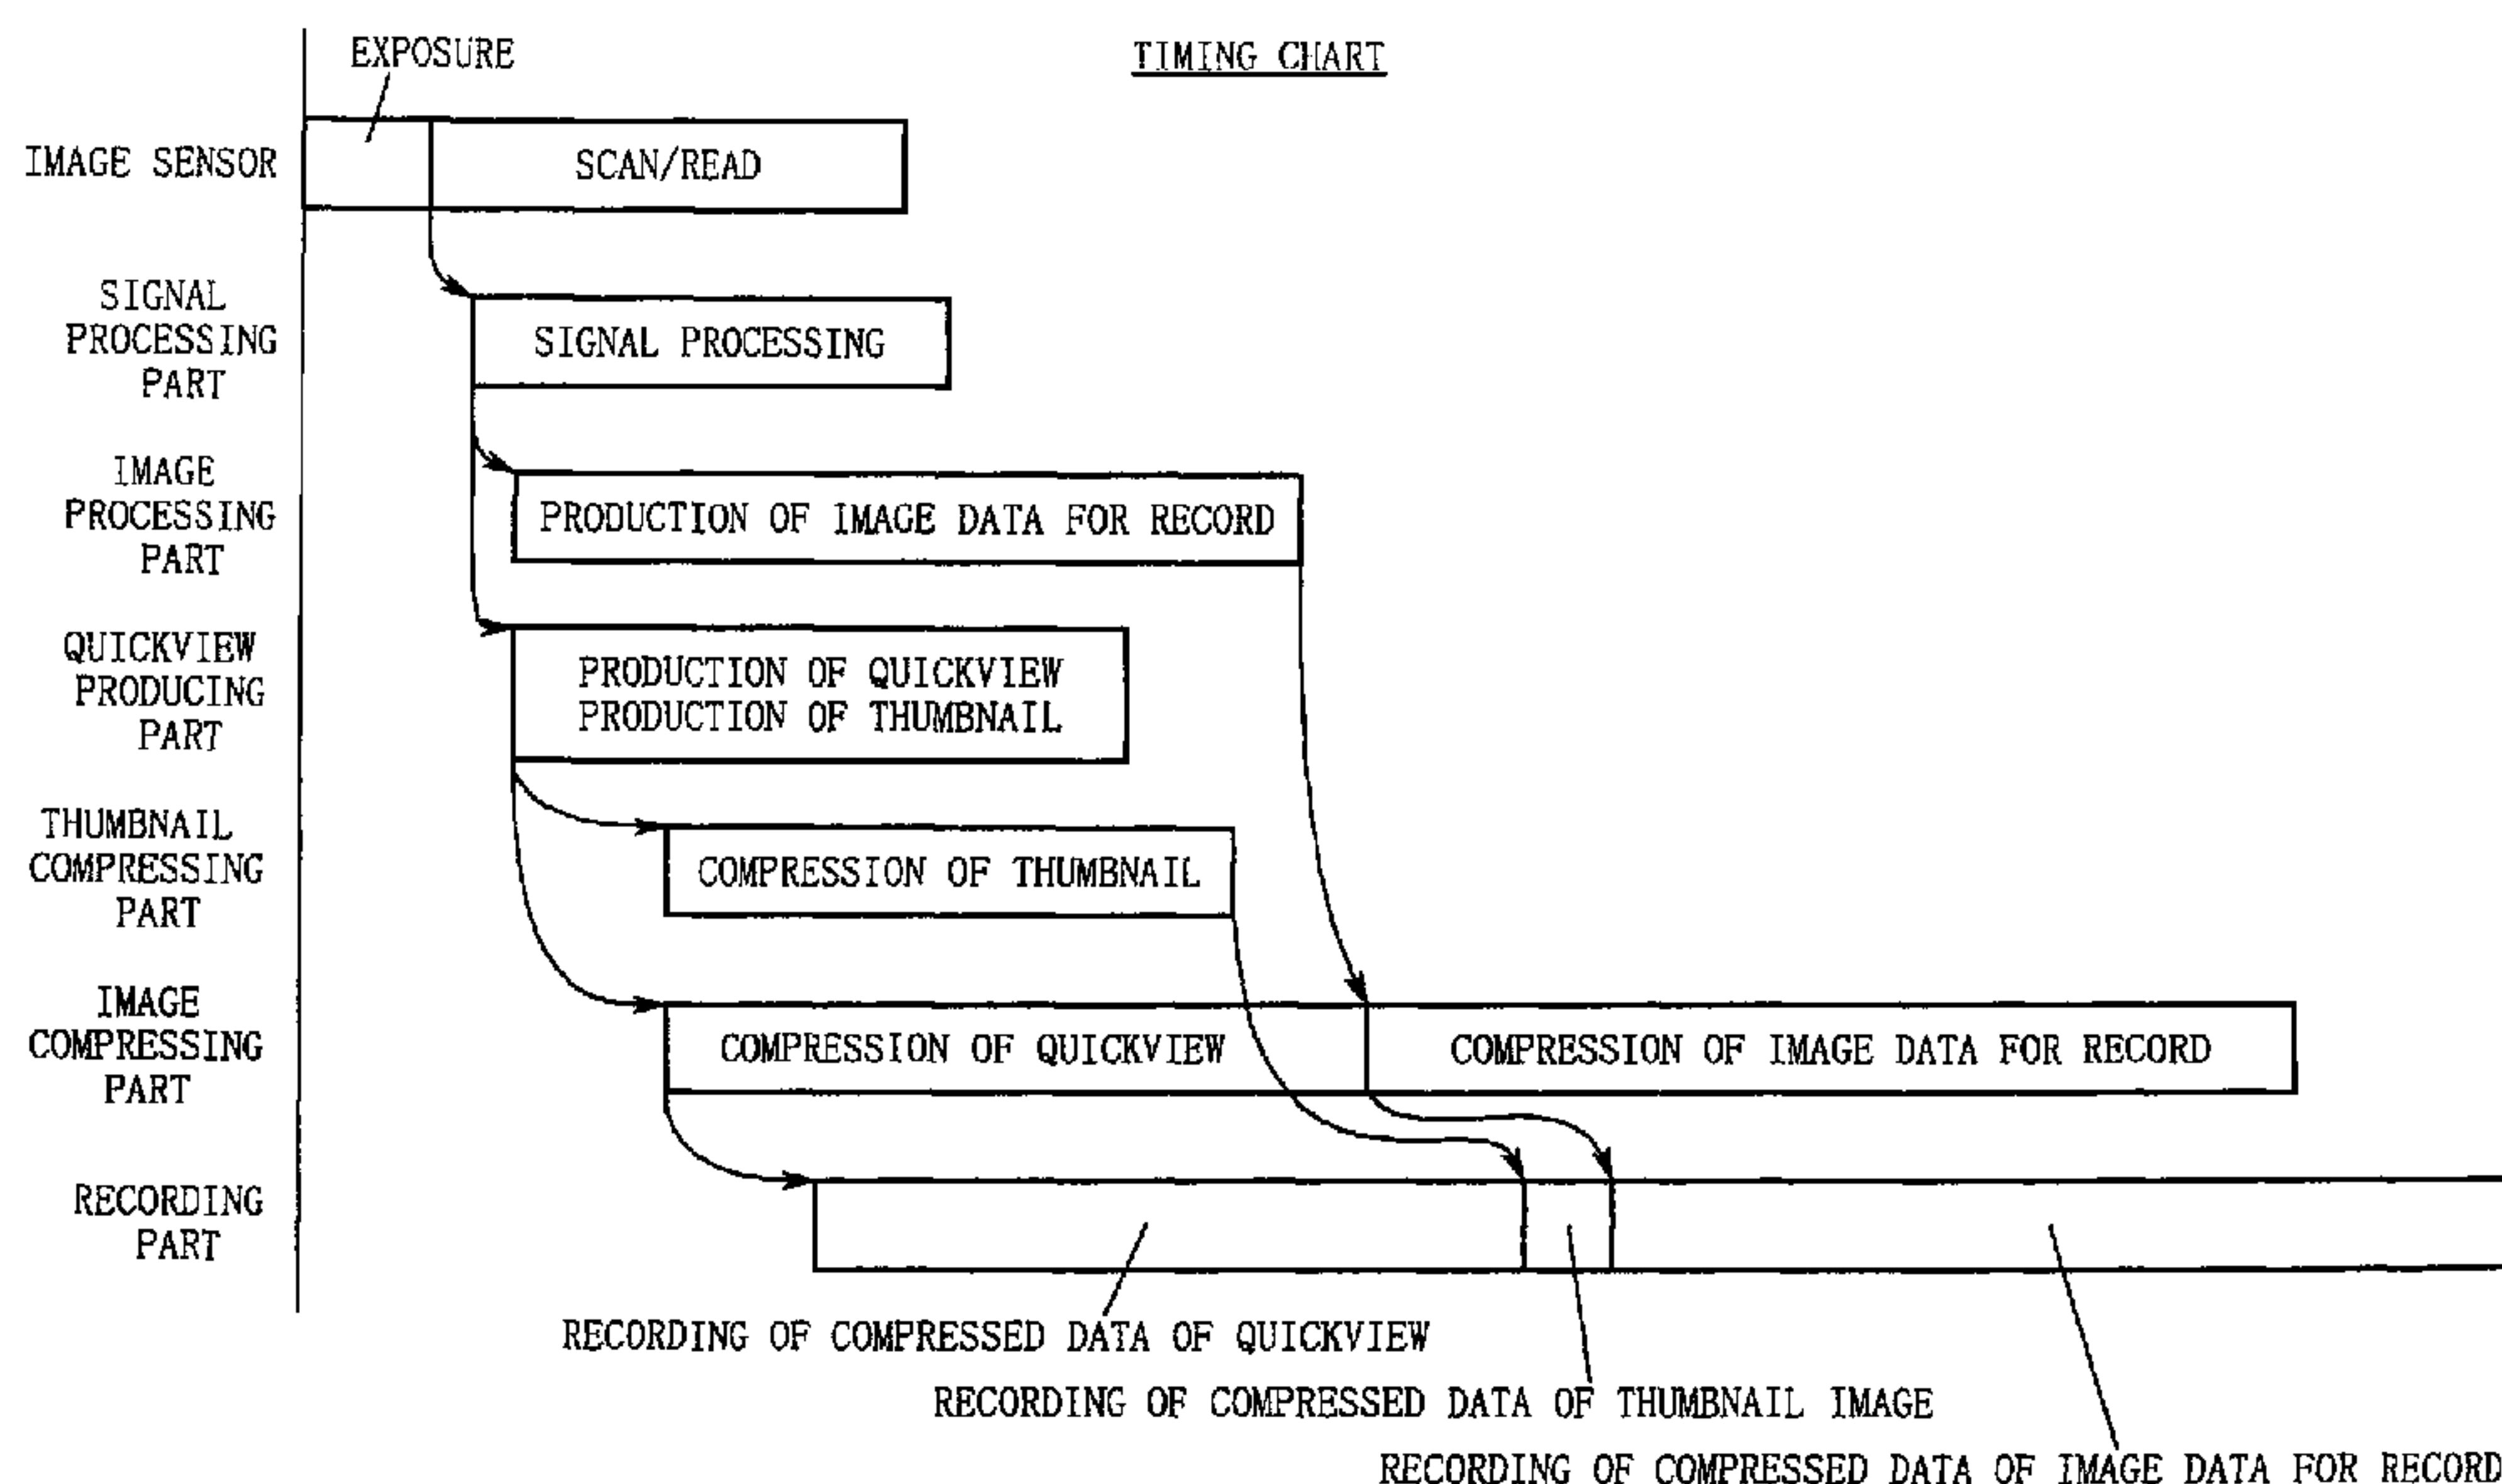 EXPOSURE
TIMING CHART
IMAGE SENSOR
SCAN/READ
SIGNAL
PROCESSING
PART
SIGNAL PROCESSING
IMAGE
PROCESSING
PART
PRODUCTION OF IMAGE DATA FOR RECORD
QUICKVIEW
PRODUCING
PART
PRODUCTION OF QUICKVIEW
PRODUCTION OF THUMBNAIL
THUMBNAIL
COMPRESSING
PART
COMPRESSION OF THUMBNAIL
IMAGE
COMPRESSING
PART
COMPRESSION OF QUICKVIEW
COMPRESSION OF IMAGE DATA FOR RECORD
RECORDING
PART
RECORDING OF COMPRESSED DATA OF QUICKVIEW
RECORDING OF COMPRESSED DATA OF THUMBNAIL IMAGE
RECORDING OF COMPRESSED DATA OF IMAGE DATA FOR RECORD